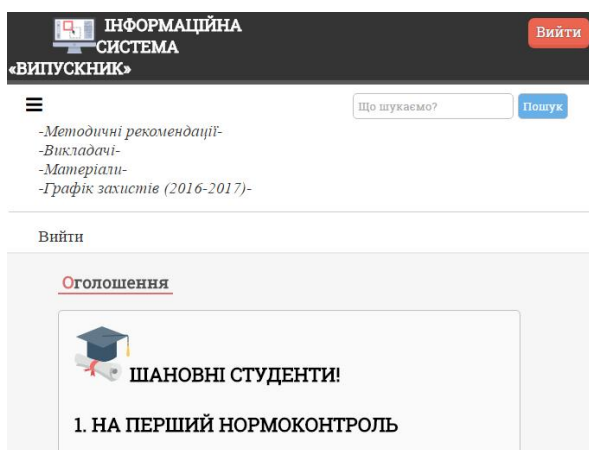 ІНФОРМАЦІЙНА
СИСТЕМА
«ВИПУСКНИК»
Вийти
Що шукаємо?
Пошук
-Методичні рекомендації-
-Викладачі-
-Матеріали-
-Графік захистів (2016-2017)-
Вийти
Оголошення
ШАНОВНІ СТУДЕНТИ!
1. НА ПЕРШИЙ НОРМОКОНТРОЛЬ